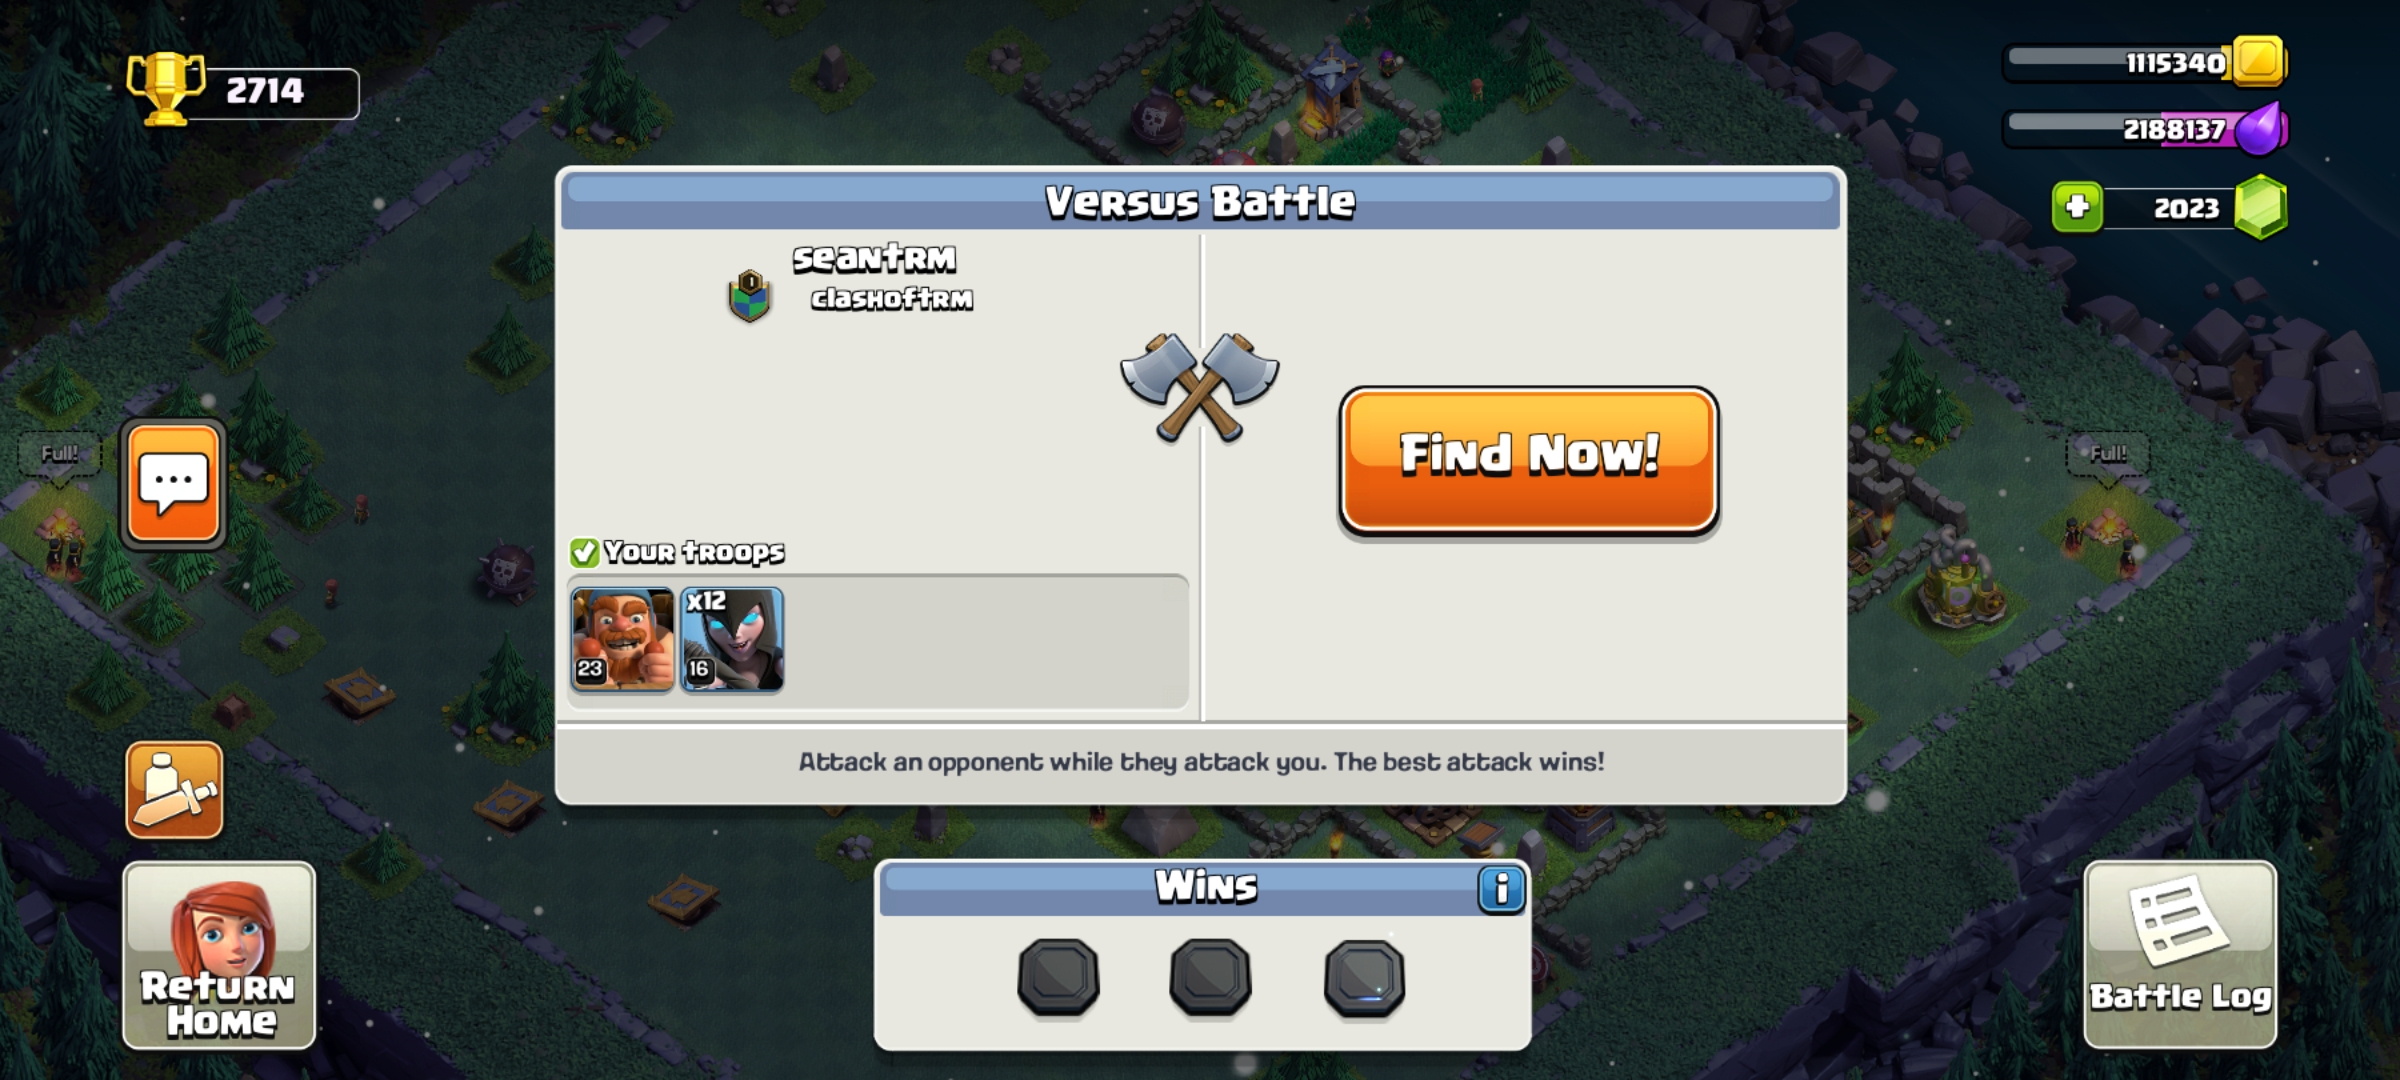 2714
1115340
2188137
2023
Versus Battle
seantrm
1
clashoftrm
Full!
Full!
Find Now!
Your troops
23
x12
16
Attack an opponent while they attack you. The best attack wins!
Wins
i
Return
Home
Battle Log